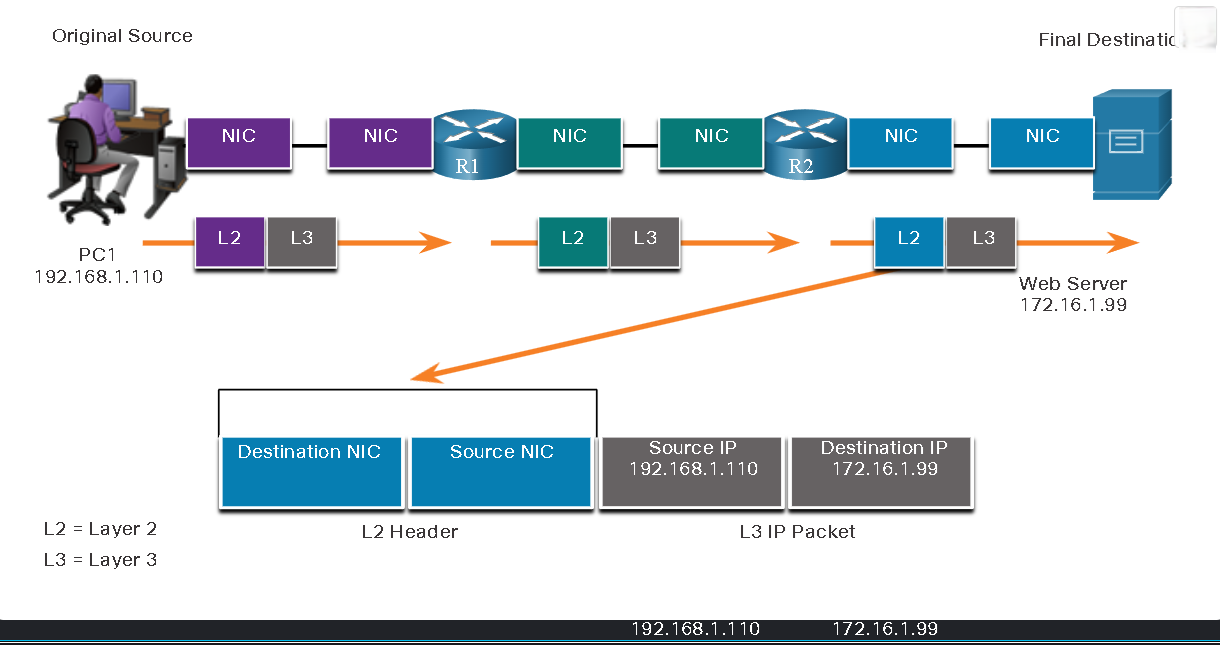 Original Source
Final Destinatio
NIC
NIC
R1
NIC
NIC
R2
NIC
NIC
L2
L3
L2
L3
L2
L3
PC1
192.168.1.110
Web Server
172.16.1.99
Destination NIC
Source NIC
Source IP
192.168.1.110
Destination IP
172.16.1.99
L2 = Layer 2
L3 = Layer 3
L2 Header
L3 IP Packet
192.168.1.110
172.16.1.99